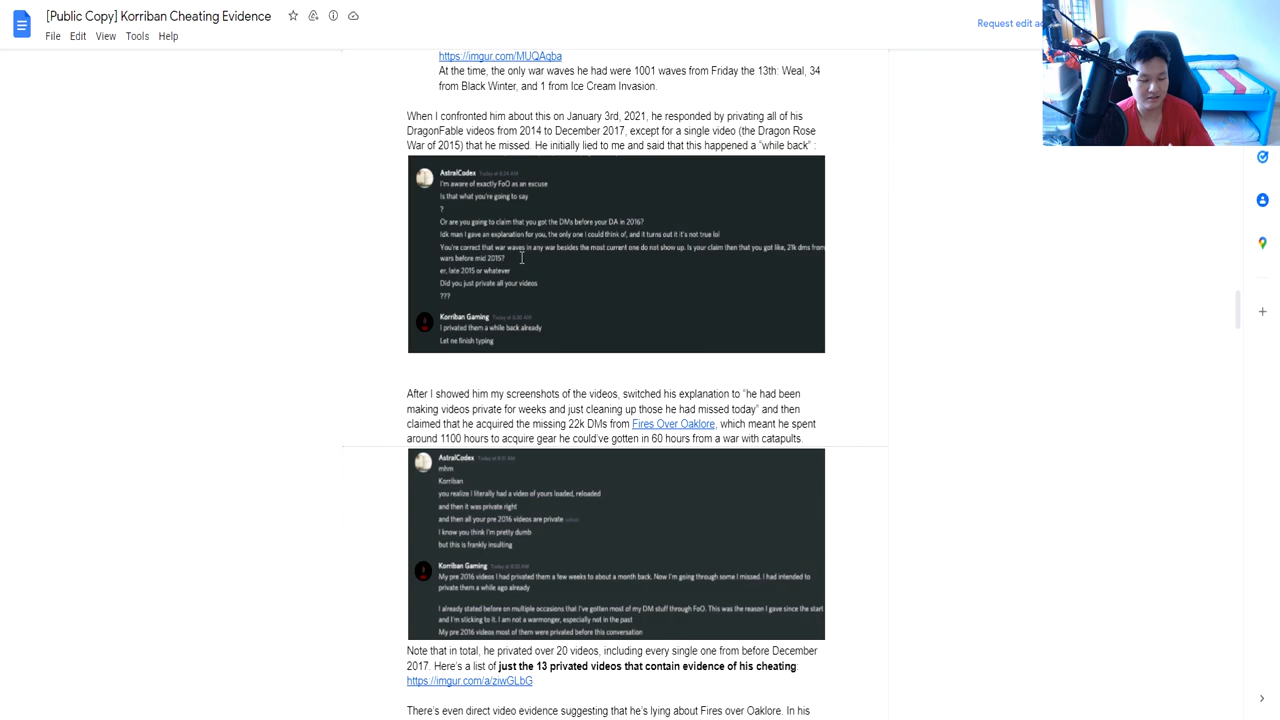 [Public Copy] Korriban Cheating Evidence
File Edit View Tools Help
Request edit
https://imgur.com/MUQAqba
At the time, the only war waves he had were 1001 waves from Friday the 13th: Weal, 34
from Black Winter, and 1 from Ice Cream Invasion.
When I confronted him about this on January 3rd, 2021, he responded by privating all of his
DragonFable videos from 2014 to December 2017, except for a single video (the Dragon Rose
War of 2015) that he missed. He initially lied to me and said that this happened a “while back” :
AstralCodex Today at 8:24 AM
I'm aware of exactly FoO as an excuse
Is that what you're going to say
?
Or are you going to claim that you got the DMs before your DA in 2016?
Idk man I gave an explanation for you, the only one I could think of, and it turns out it it's not true lol
You're correct that war waves in any war besides the most current one do not show up. Is your claim then that you got like, 21k dms from
wars before mid 2015?
er, late 2015 or whatever
Did you just private all your videos
???
Korriban Gaming Today at 8:30 AM
I privated them a while back already
Let ne finish typing
After I showed him my screenshots of the videos, switched his explanation to “he had been
making videos private for weeks and just cleaning up those he had missed today” and then
claimed that he acquired the missing 22k DMs from Fires Over Oaklore, which meant he spent
around 1100 hours to acquire gear he could’ve gotten in 60 hours from a war with catapults.
AstralCodex Today at 8:31 AM
mhm
Korriban
you realize I literally had a video of yours loaded, reloaded
and then it was private right
and then all your pre 2016 videos are private
I know you think I'm pretty dumb
but this is frankly insulting
Korriban Gaming Today at 8:33 AM
My pre 2016 videos I had privated them a few weeks to about a month back. Now I'm going through some I missed. I had intended to
private them a while ago already
I already stated before on multiple occasions that I've gotten most of my DM stuff through FoO. This was the reason I gave since the start
and I'm sticking to it. I am not a warmonger, especially not in the past
My pre 2016 videos most of them were privated before this conversation
Note that in total, he privated over 20 videos, including every single one from before December
2017. Here’s a list of just the 13 privated videos that contain evidence of his cheating:
https://imgur.com/a/ziwGLbG
There’s even direct video evidence suggesting that he’s lying about Fires over Oaklore. In his